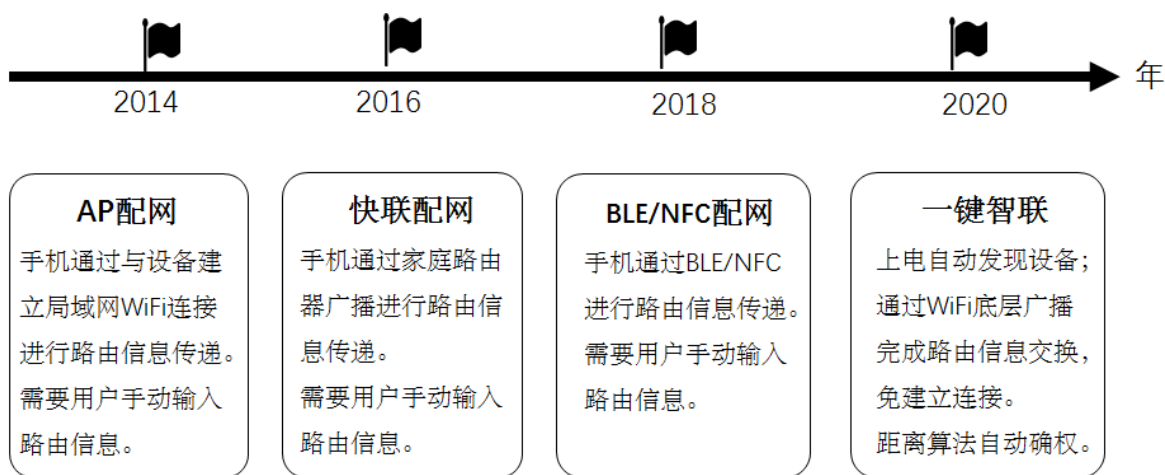 年
2014
2016
2018
2020
AP配网
手机通过与设备建
立局域网WiFi连接
进行路由信息传递。
需要用户手动输入
路由信息。
快联配网
手机通过家庭路由
器广播进行路由信
息传递。
需要用户手动输入
路由信息。
BLE/NFC配网
手机通过BLE/NFC
进行路由信息传递。
需要用户手动输入
路由信息。
一键智联
上电自动发现设备；
通过WiFi底层广播
完成路由信息交换，
免建立连接。
距离算法自动确权。